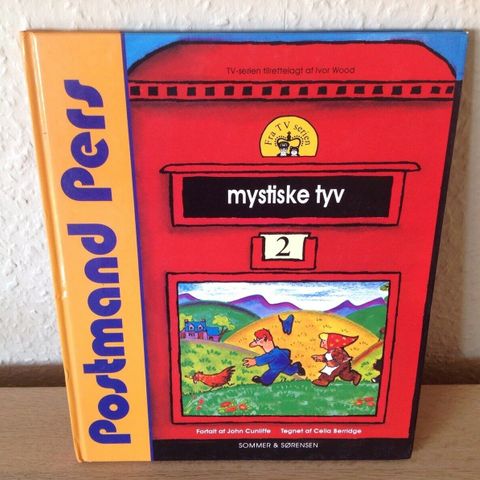 Postmand Pers
TV-serien tilrettelagt af Ivor Wood
Fra TV serien
mystiske tyv
2
Fortalt af John Cunliffe Tegnet af Celia Berridge
SOMMER & SØRENSEN